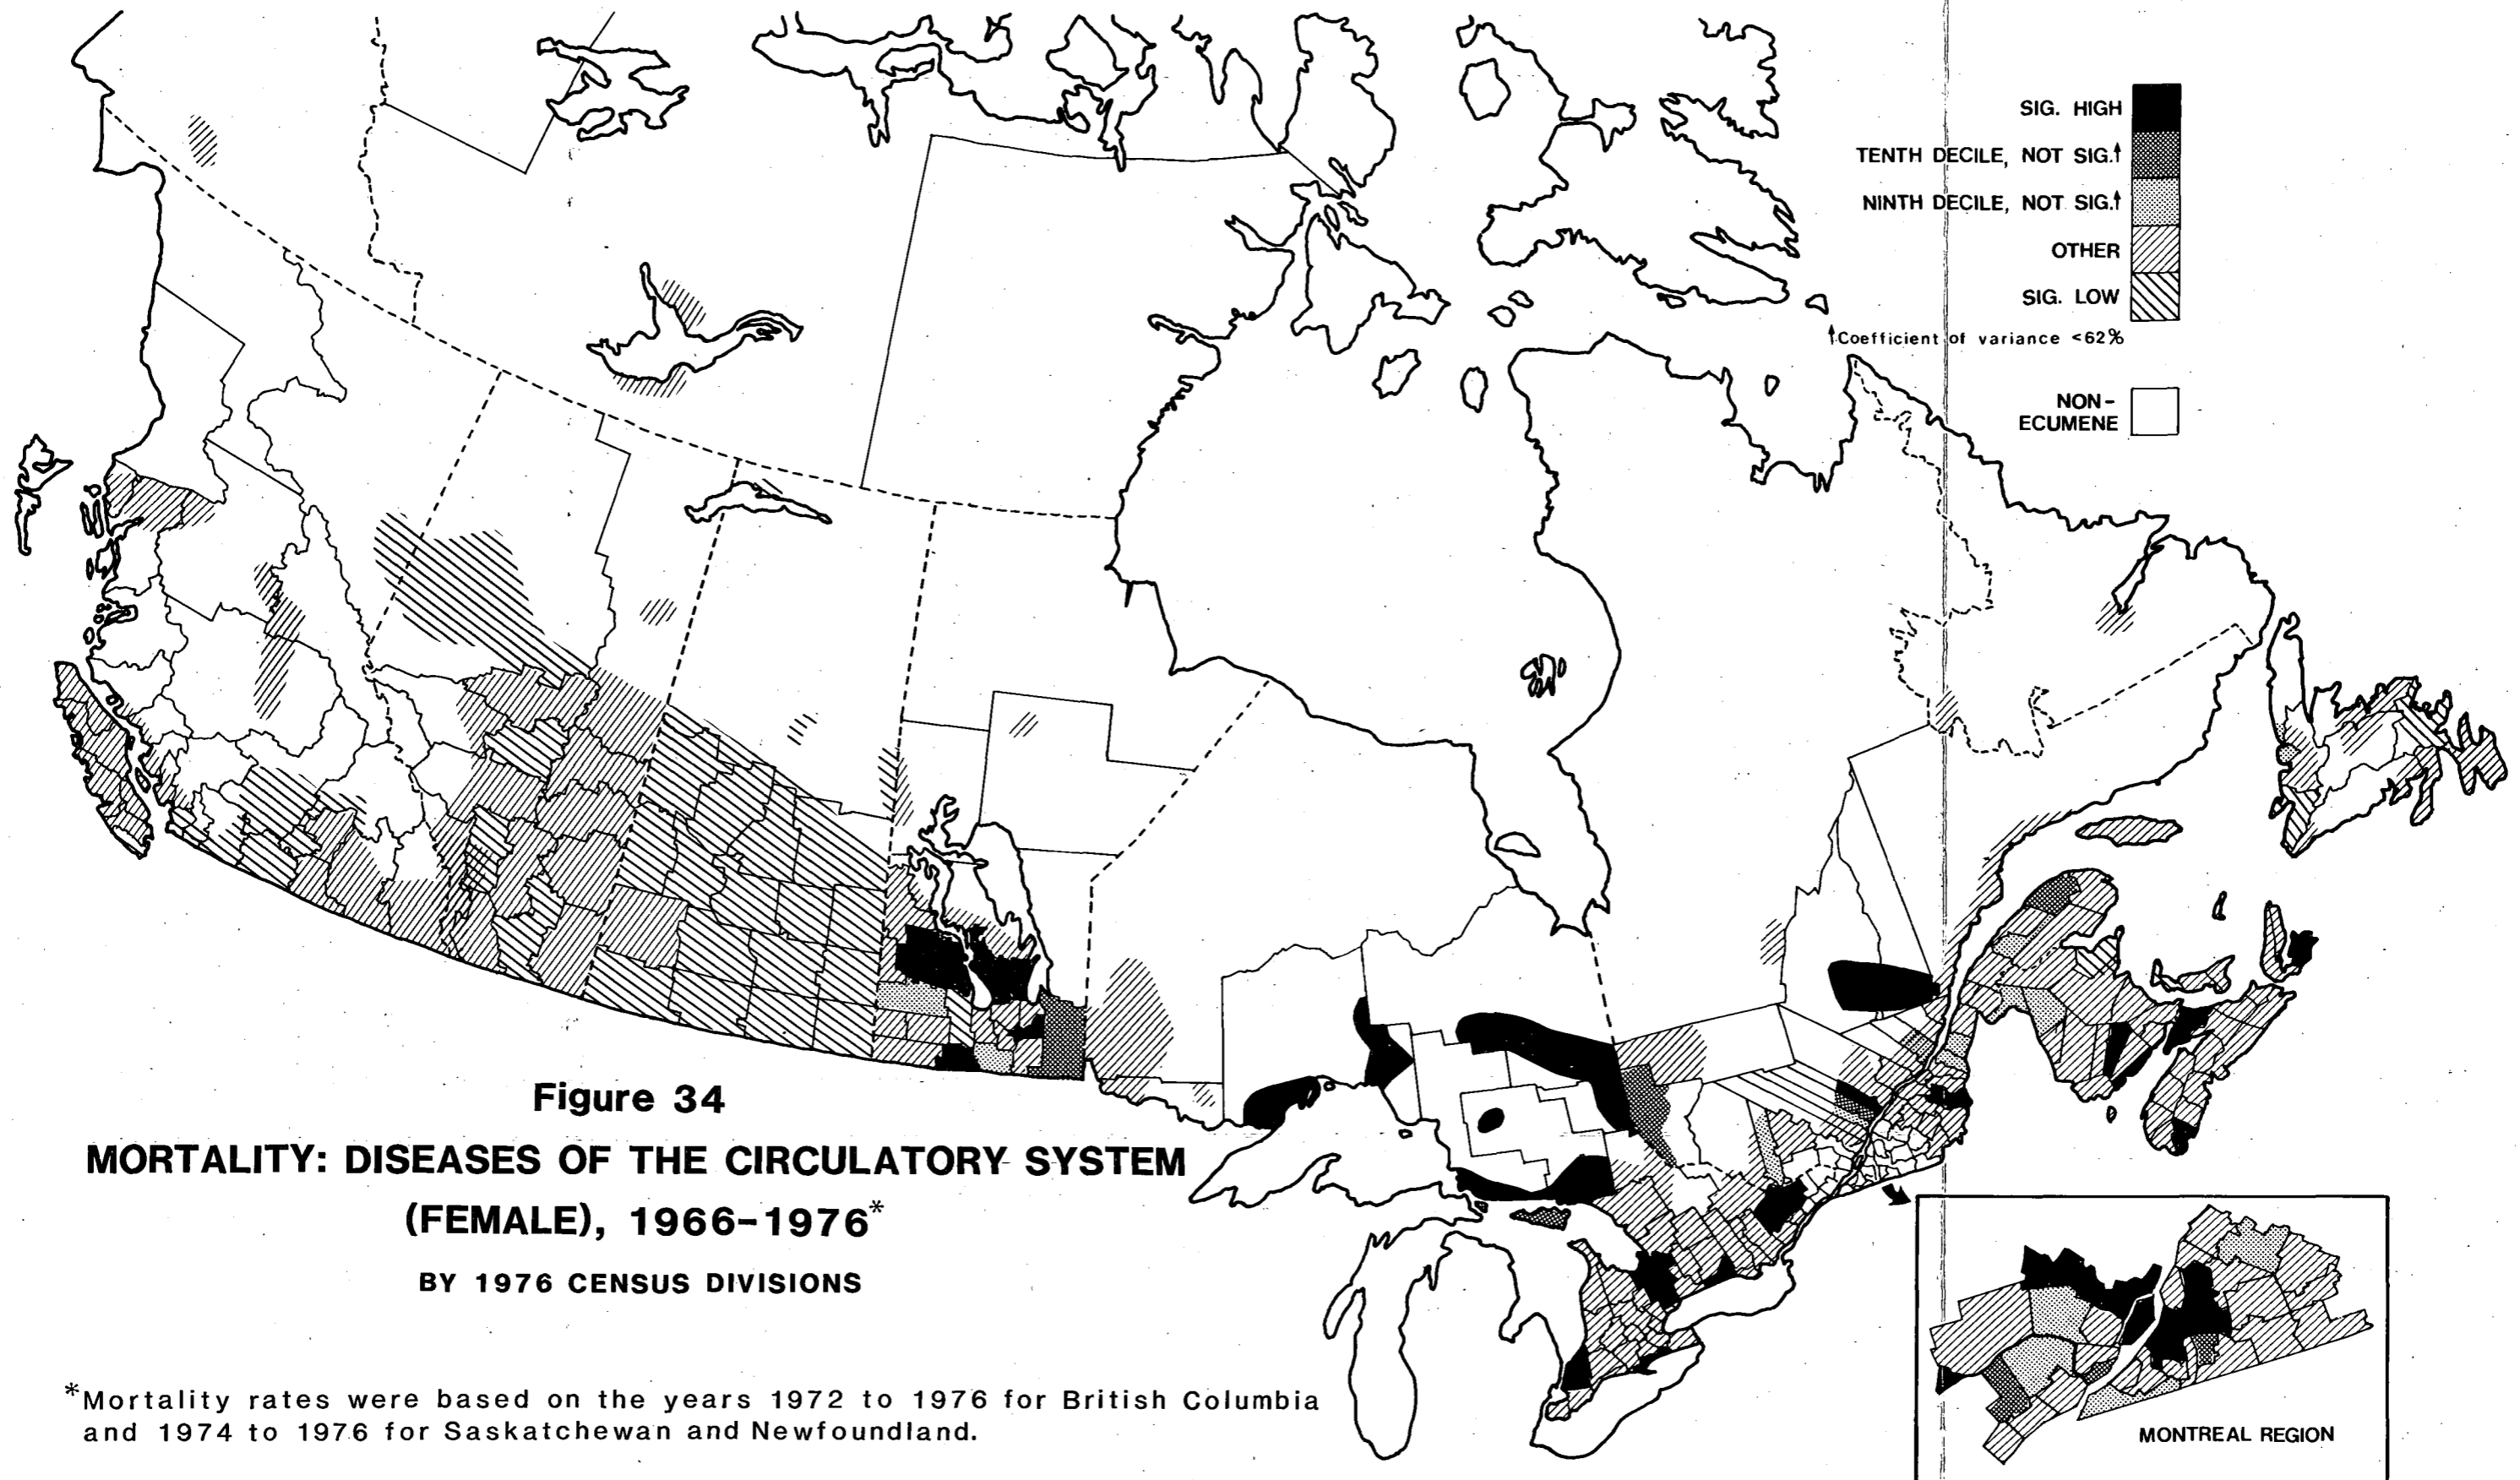 SIG. HIGH
TENTH DECILE, NOT SIG.↑
NINTH DECILE, NOT SIG.↑
OTHER
SIG. LOW
↑Coefficient of variance <62%
NON-
ECUMENE
Figure 34
MORTALITY: DISEASES OF THE CIRCULATORY SYSTEM
(FEMALE), 1966-1976*
BY 1976 CENSUS DIVISIONS
*Mortality rates were based on the years 1972 to 1976 for British Columbia
and 1974 to 1976 for Saskatchewan and Newfoundland.
MONTREAL REGION